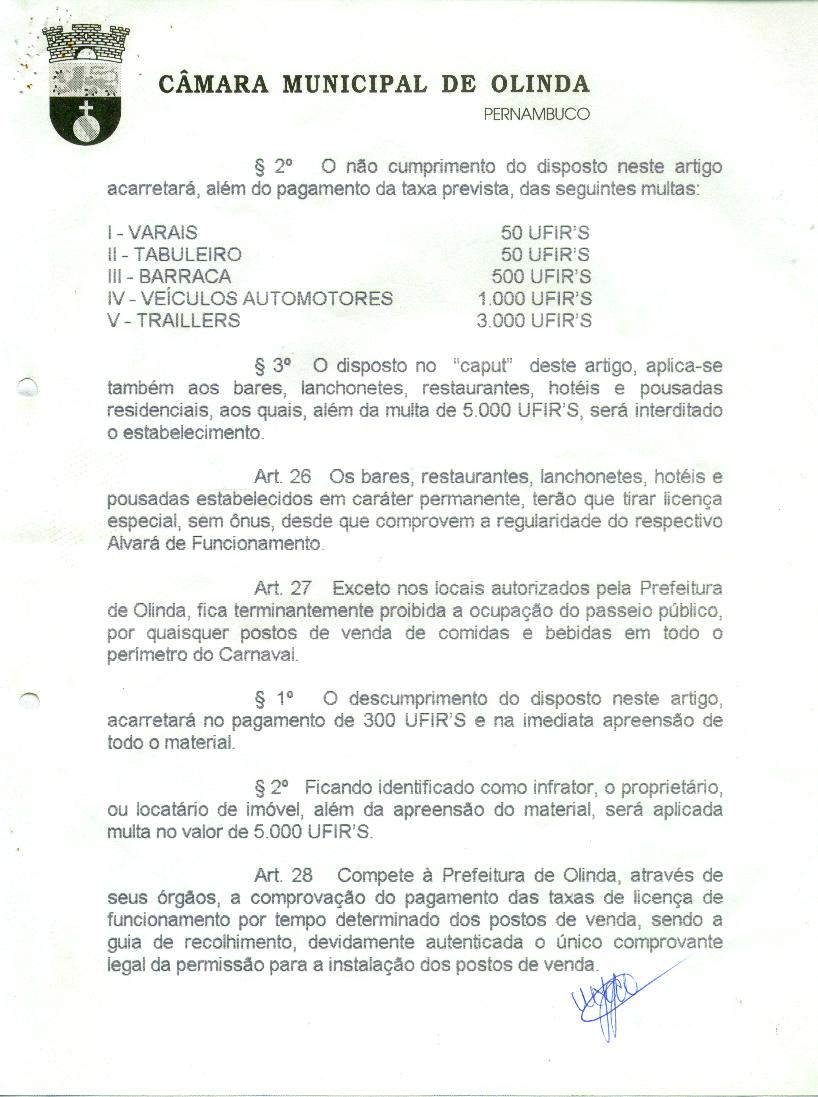 CÂMARA MUNICIPAL DE OLINDA
PERNAMBUCO
§ 2º O não cumprimento do disposto neste artigo
acarretará, além do pagamento da taxa prevista, das seguintes multas:
I - VARAIS 50 UFIR'S
II - TABULEIRO 50 UFIR'S
III - BARRACA 500 UFIR'S
IV - VEÍCULOS AUTOMOTORES 1.000 UFIR'S
V - TRAILLERS 3.000 UFIR'S
§ 3º O disposto no "caput" deste artigo, aplica-se
também aos bares, lanchonetes, restaurantes, hotéis e pousadas
residenciais, aos quais, além da multa de 5.000 UFIR'S, será interditado
o estabelecimento.
Art. 26 Os bares, restaurantes, lanchonetes, hotéis e
pousadas estabelecidos em caráter permanente, terão que tirar licença
especial, sem ônus, desde que comprovem a regularidade do respectivo
Alvará de Funcionamento.
Art. 27 Exceto nos locais autorizados pela Prefeitura
de Olinda, fica terminantemente proibida a ocupação do passeio público,
por quaisquer postos de venda de comidas e bebidas em todo o
perímetro do Carnaval.
§ 1º O descumprimento do disposto neste artigo,
acarretará no pagamento de 300 UFIR'S e na imediata apreensão de
todo o material.
§ 2º Ficando identificado como infrator, o proprietário,
ou locatário de imóvel, além da apreensão do material, será aplicada
multa no valor de 5.000 UFIR'S.
Art. 28 Compete à Prefeitura de Olinda, através de
seus órgãos, a comprovação do pagamento das taxas de licença de
funcionamento por tempo determinado dos postos de venda, sendo a
guia de recolhimento, devidamente autenticada o único comprovante
legal da permissão para a instalação dos postos de venda.